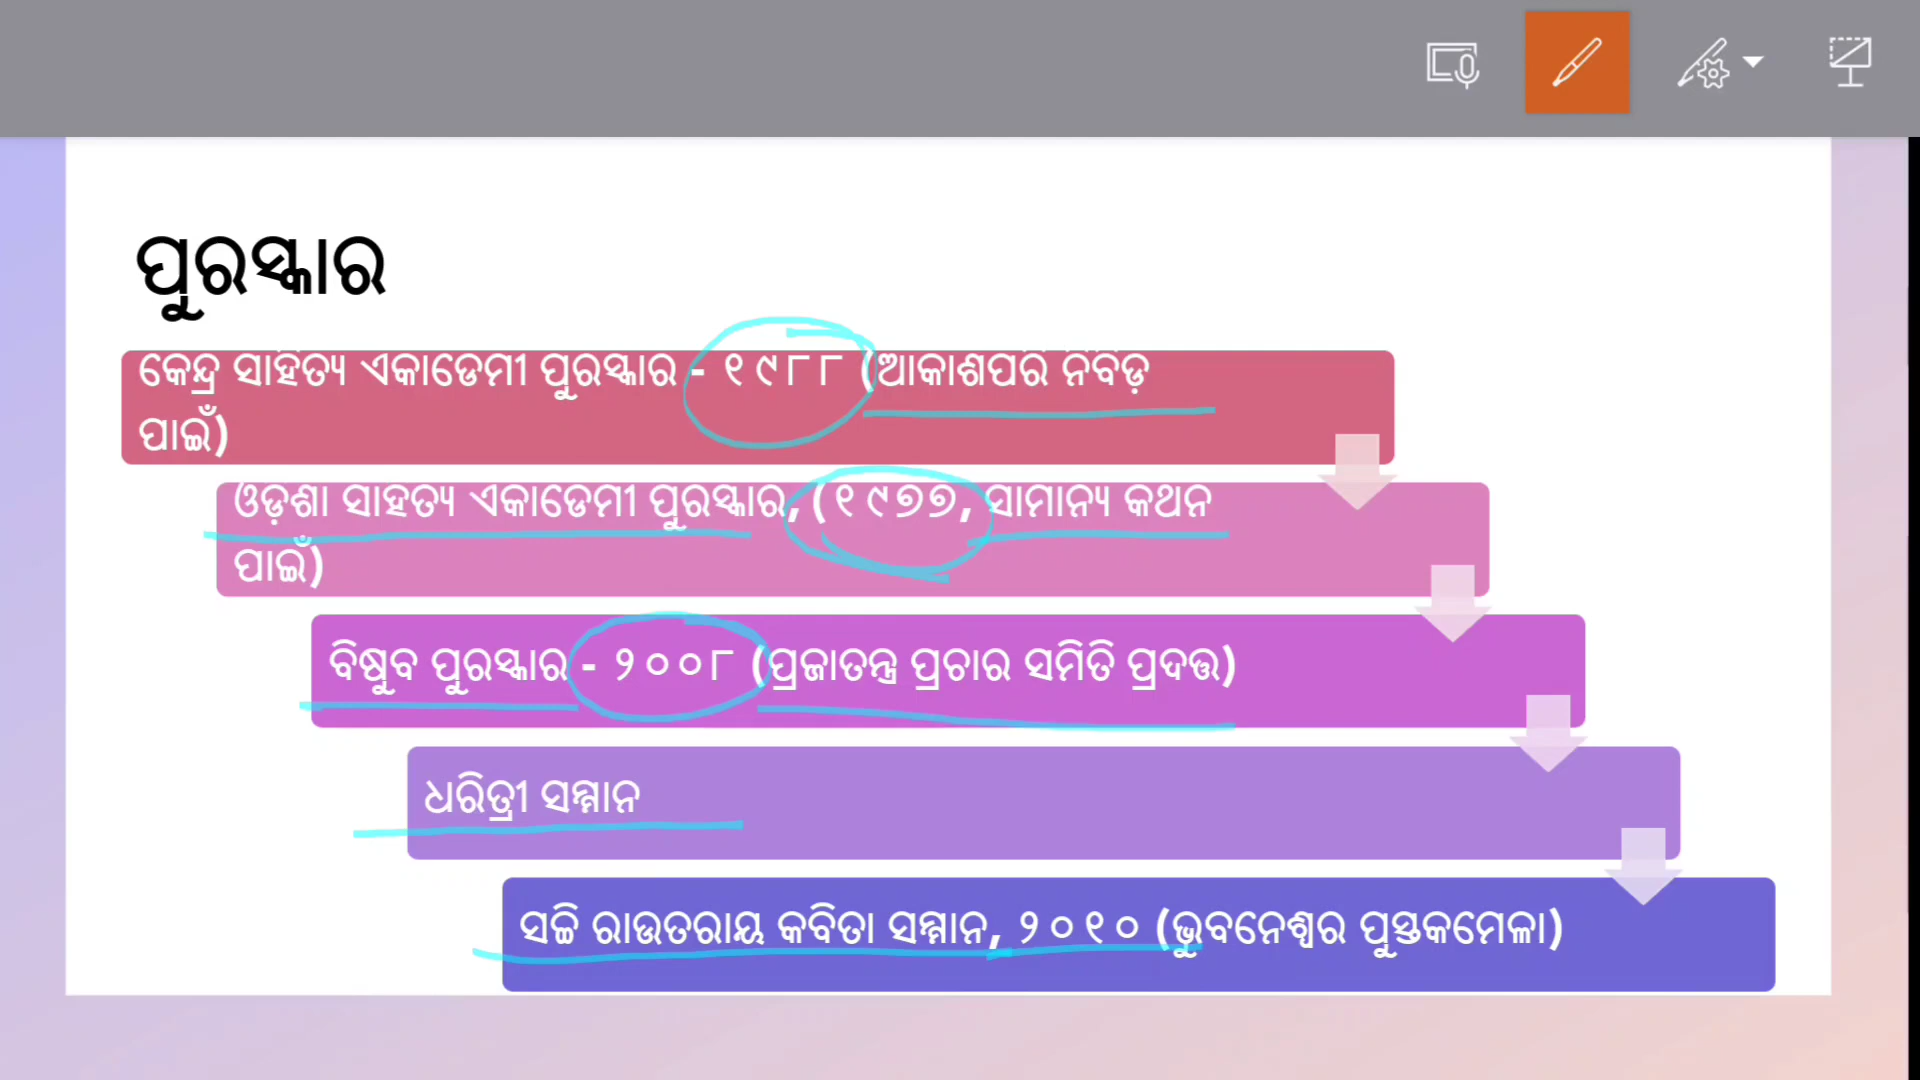 ପୁରସ୍କାର
କେନ୍ଦ୍ର ସାହିତ୍ୟ ଏକାଡେମୀ ପୁରସ୍କାର - ୧୯୮୮ (ଆକାଶପରି ନିବିଡ଼
ପାଇଁ)
ଓଡ଼ିଶା ସାହିତ୍ୟ ଏକାଡେମୀ ପୁରସ୍କାର, (୧୯୭୭, ସାମାନ୍ୟ କଥନ
ପାଇଁ)
ବିଷୁବ ପୁରସ୍କାର - ୨୦୦୮ (ପ୍ରଜାତନ୍ତ୍ର ପ୍ରଚାର ସମିତି ପ୍ରଦତ୍ତ)
ଧରିତ୍ରୀ ସମ୍ମାନ
ସଚ୍ଚି ରାଉତରାୟ କବିତା ସମ୍ମାନ, ୨୦୧୦ (ଭୁବନେଶ୍ୱର ପୁସ୍ତକମେଳା)